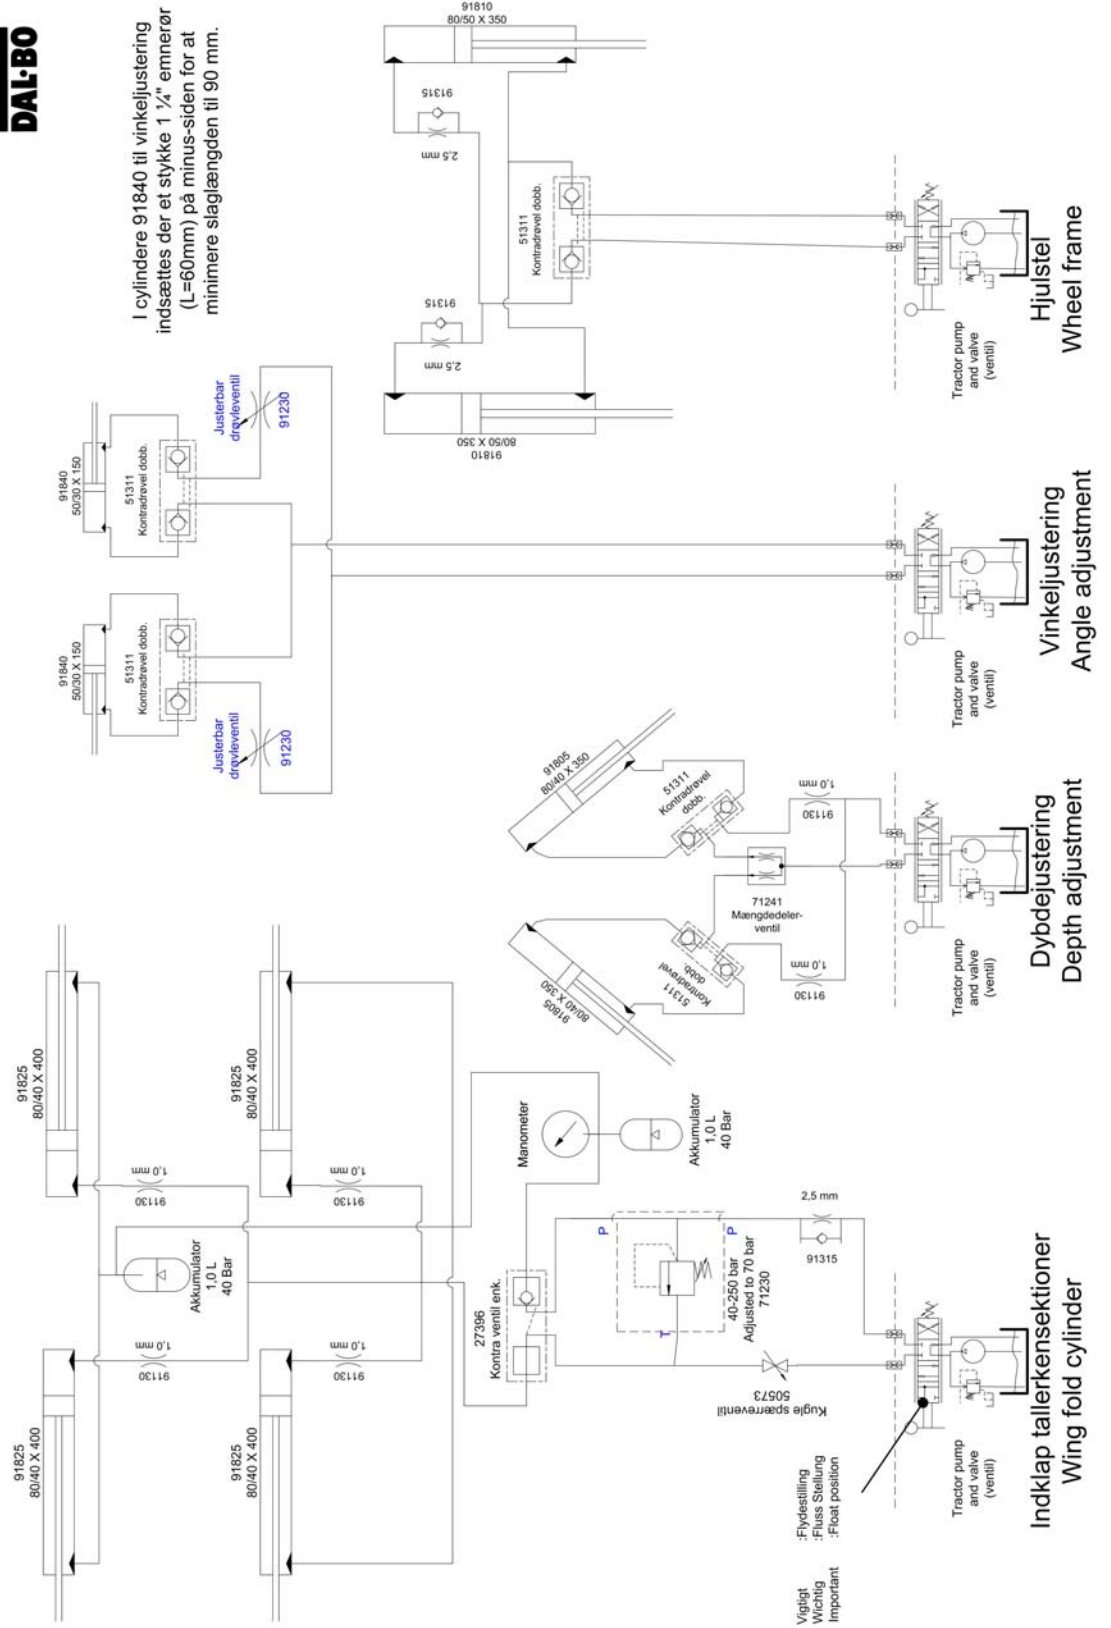 DAL-BO
I cylindere 91840 til vinkeljustering
indsættes der et stykke 1 ¼" emnerør
(L=60mm) på minus-siden for at
minimere slaglængden til 90 mm.
91825
80/40 X 400
91825
80/40 X 400
91130
1,0 mm
91130
1,0 mm
Akkumulator
1,0 L
40 Bar
91825
80/40 X 400
91825
80/40 X 400
91130
1,0 mm
91130
1,0 mm
27396
Kontra ventil enk.
Manometer
Akkumulator
1,0 L
40 Bar
P
P
T
40-250 bar
Adjusted to 70 bar
71230
2,5 mm
91315
50573
Kugle spærreventil
Vigtigt :Flydestilling
Wichtig :Fluss Stellung
Important :Float position
Tractor pump
and valve
(ventil)
Indklap tallerkensektioner
Wing fold cylinder
91805
80/40 X 350
91805
80/40 X 350
51311
Kontradrøvel
dobb.
51311
Kontradrøvel
dobb.
71241
Mængdedeler-
ventil
91130
1,0 mm
91130
1,0 mm
Tractor pump
and valve
(ventil)
Dybdejustering
Depth adjustment
91840
50/30 X 150
91840
50/30 X 150
51311
Kontradrøvel dobb.
51311
Kontradrøvel dobb.
Justerbar
drøvleventil
91230
Justerbar
drøvleventil
91230
Tractor pump
and valve
(ventil)
Vinkeljustering
Angle adjustment
91810
80/50 X 350
91810
80/50 X 350
91315
2,5 mm
91315
2,5 mm
51311
Kontradrøvel dobb.
Tractor pump
and valve
(ventil)
Hjulstel
Wheel frame